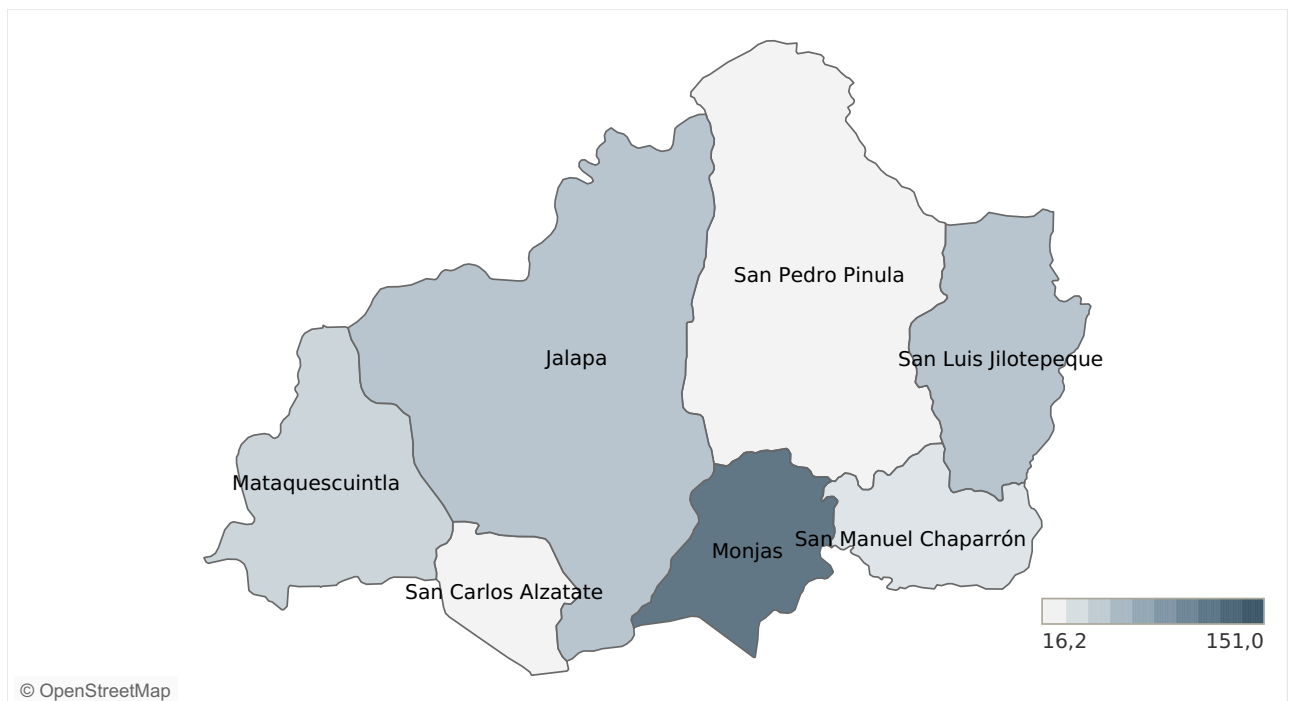 San Pedro Pinula
Jalapa
San Luis Jilotepeque
Mataquescuintla
San Manuel Chaparrón
Monjas
San Carlos Alzatate
16,2 151,0
© OpenStreetMap